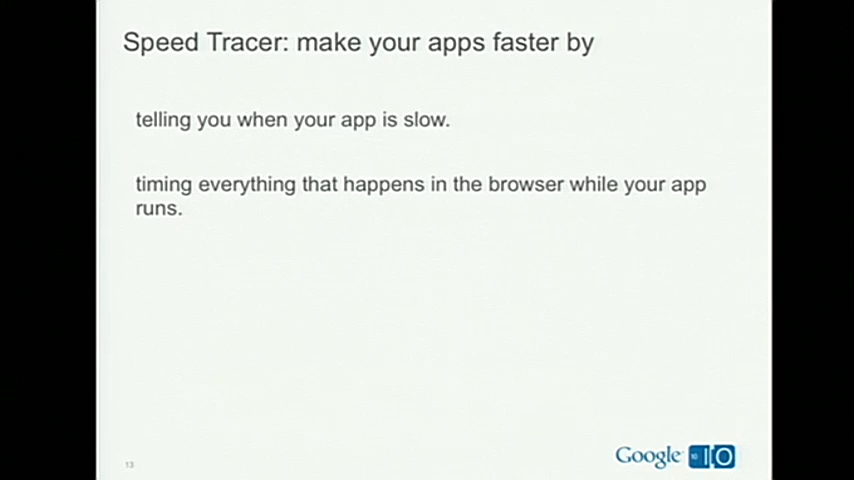 Speed Tracer: make your apps faster by
telling you when your app is slow.
timing everything that happens in the browser while your app
runs.
13
Google 10 IO